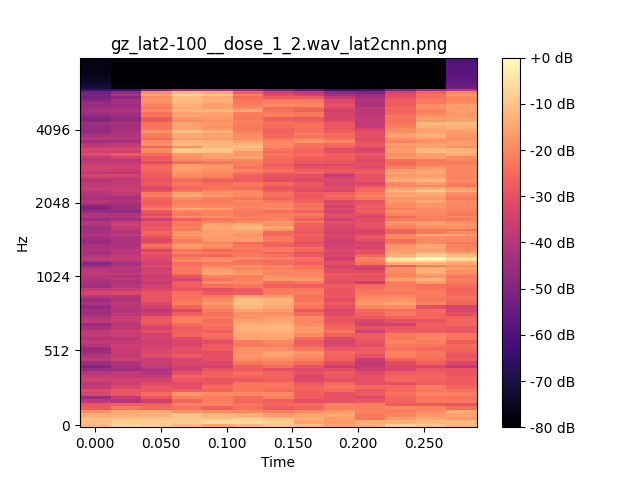 gz_lat2-100__dose_1_2.wav_lat2cnn.png
Hz
4096
2048
1024
512
0
0.000 0.050 0.100 0.150 0.200 0.250
Time
+0 dB
-10 dB
-20 dB
-30 dB
-40 dB
-50 dB
-60 dB
-70 dB
-80 dB